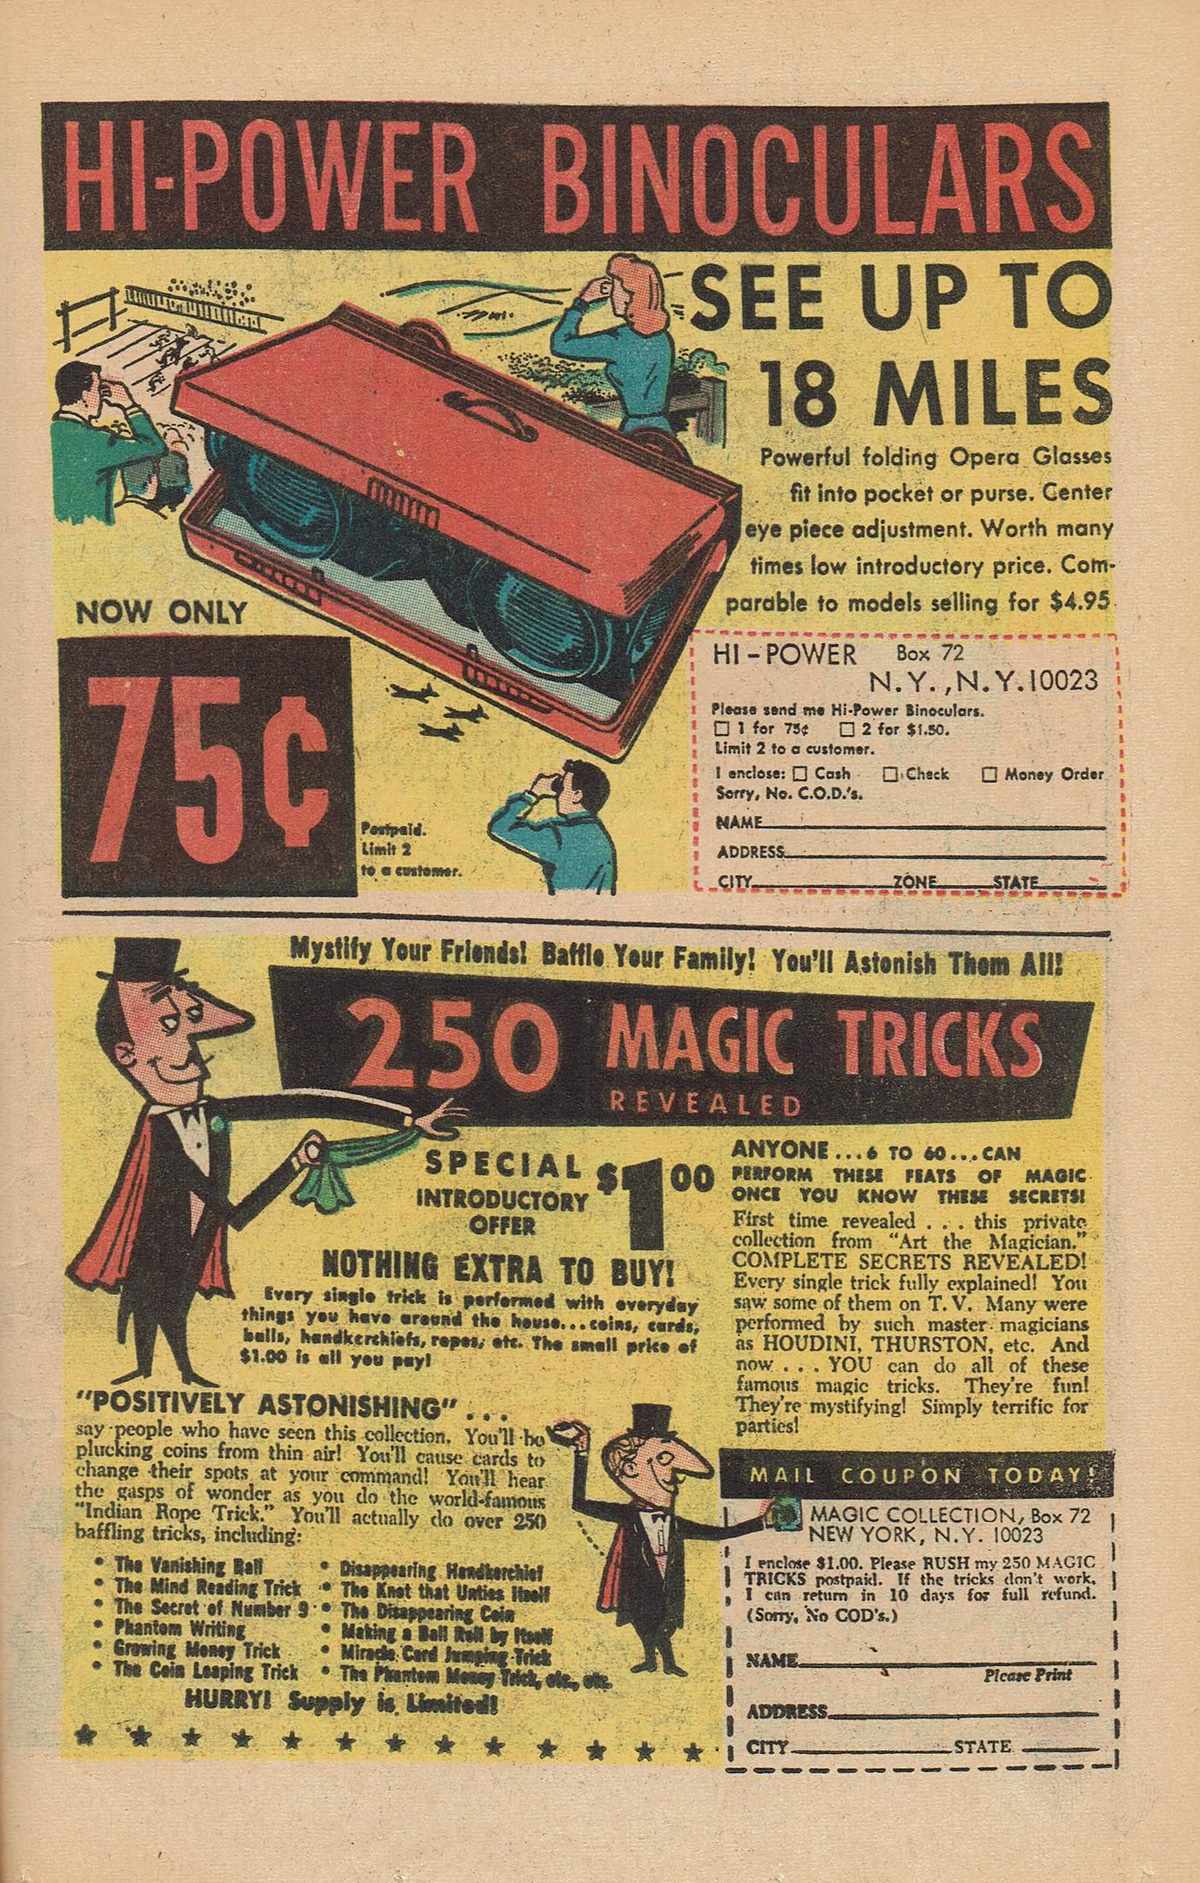 HI-POWER BINOCULARS
SEE UP TO
18 MILES
Powerful folding Opera Glasses
fit into pocket or purse. Center
eye piece adjustment. Worth many
times low introductory price. Com-
parable to models selling for $4.95
NOW ONLY
75¢
Postpaid.
Limit 2
to a customer.
HI-POWER Box 72
N.Y., N.Y. 10023
Please send me Hi-Power Binoculars.
☐ 1 for 75¢ ☐ 2 for $1.50.
Limit 2 to a customer.
I enclose: ☐ Cash ☐ Check ☐ Money Order
Sorry, No. C.O.D.'s.
NAME
ADDRESS
CITY ZONE STATE
Mystify Your Friends! Baffle Your Family! You'll Astonish Them All!
250 MAGIC TRICKS
REVEALED
SPECIAL
INTRODUCTORY
OFFER
$1.00
NOTHING EXTRA TO BUY!
Every single trick is performed with everyday
things you have around the house...coins, cards,
balls, handkerchiefs, ropes, etc. The small price of
$1.00 is all you pay!
"POSITIVELY ASTONISHING" . . .
say people who have seen this collection. You'll be
plucking coins from thin air! You'll cause cards to
change their spots at your command! You'll hear
the gasps of wonder as you do the world-famous
"Indian Rope Trick." You'll actually do over 250
baffling tricks, including:
• The Vanishing Ball
• The Mind Reading Trick
• The Secret of Number 9
• Phantom Writing
• Growing Money Trick
• The Coin Leaping Trick
• Disappearing Handkerchief
• The Knot that Unties Itself
• The Disappearing Coin
• Making a Ball Roll by Itself
• Miracle Card Jumping Trick
• The Phantom Money Trick, etc., etc.
HURRY! Supply is Limited!
ANYONE...6 TO 60...CAN
PERFORM THESE FEATS OF MAGIC
ONCE YOU KNOW THESE SECRETS!
First time revealed . . . this private
collection from "Art the Magician."
COMPLETE SECRETS REVEALED!
Every single trick fully explained! You
saw some of them on T. V. Many were
performed by such master magicians
as HOUDINI, THURSTON, etc. And
now . . . YOU can do all of these
famous magic tricks. They're fun!
They're mystifying! Simply terrific for
parties!
MAIL COUPON TODAY!
MAGIC COLLECTION, Box 72
NEW YORK, N.Y. 10023
I enclose $1.00. Please RUSH my 250 MAGIC
TRICKS postpaid. If the tricks don't work,
I can return in 10 days for full refund.
(Sorry, No COD's.)
NAME
Please Print
ADDRESS
CITY STATE